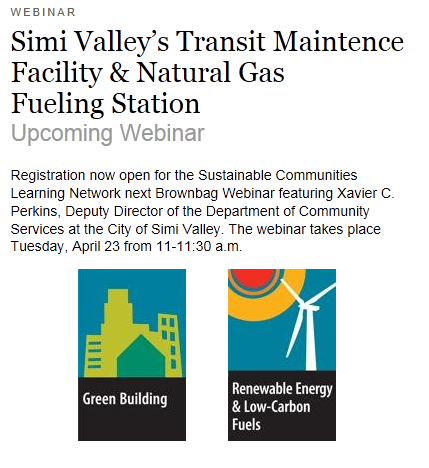 WEBINAR
Simi Valley’s Transit Maintence
Facility & Natural Gas
Fueling Station
Upcoming Webinar
Registration now open for the Sustainable Communities
Learning Network next Brownbag Webinar featuring Xavier C.
Perkins, Deputy Director of the Department of Community
Services at the City of Simi Valley. The webinar takes place
Tuesday, April 23 from 11-11:30 a.m.
Green Building
Renewable Energy
& Low-Carbon
Fuels